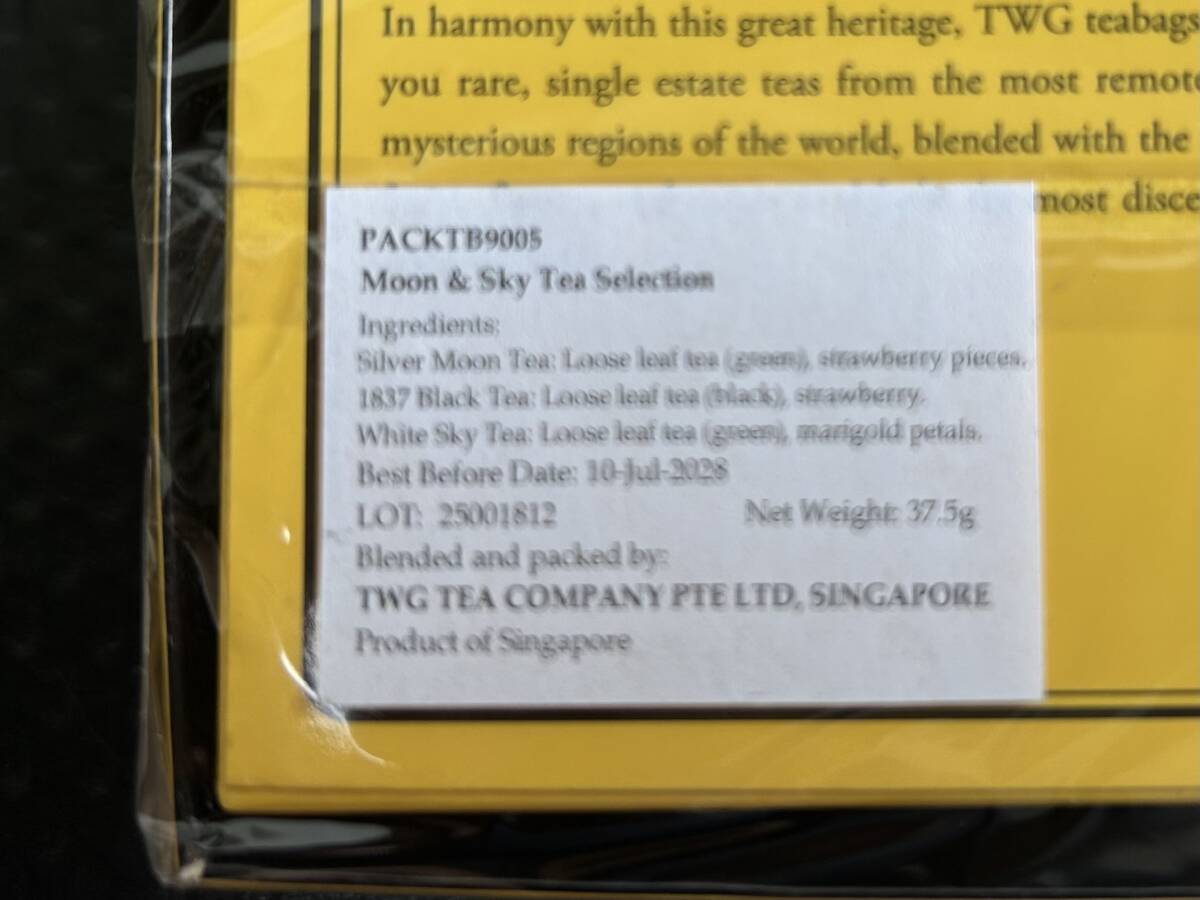 In harmony with this great heritage, TWG teabags
you rare, single estate teas from the most remote
mysterious regions of the world, blended with the
most disce
PACKTB9005
Moon & Sky Tea Selection
Ingredients:
Silver Moon Tea: Loose leaf tea (green), strawberry pieces.
1837 Black Tea: Loose leaf tea (black), strawberry.
White Sky Tea: Loose leaf tea (green), marigold petals.
Best Before Date: 10-Jul-2028
LOT: 25001812 Net Weight: 37.5g
Blended and packed by:
TWG TEA COMPANY PTE LTD, SINGAPORE
Product of Singapore